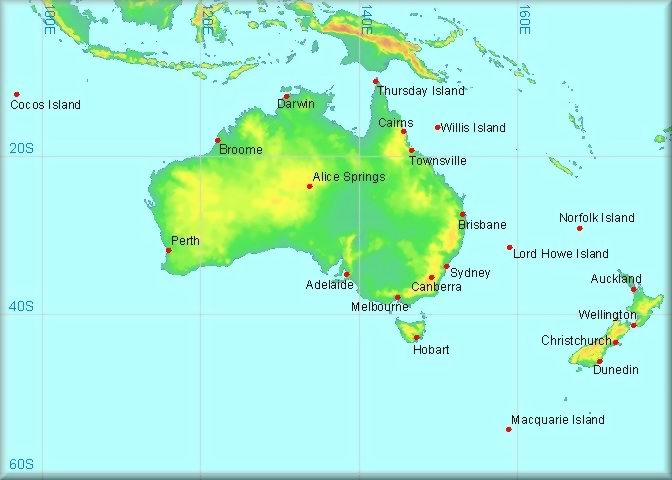 100E
120E
140E
160E
Thursday Island
Cocos Island
Darwin
Cairns
Willis Island
Broome
20S
Townsville
Alice Springs
Norfolk Island
Brisbane
Perth
Lord Howe Island
Sydney
Auckland
Adelaide
Canberra
40S
Melbourne
Wellington
Christchurch
Hobart
Dunedin
Macquarie Island
60S